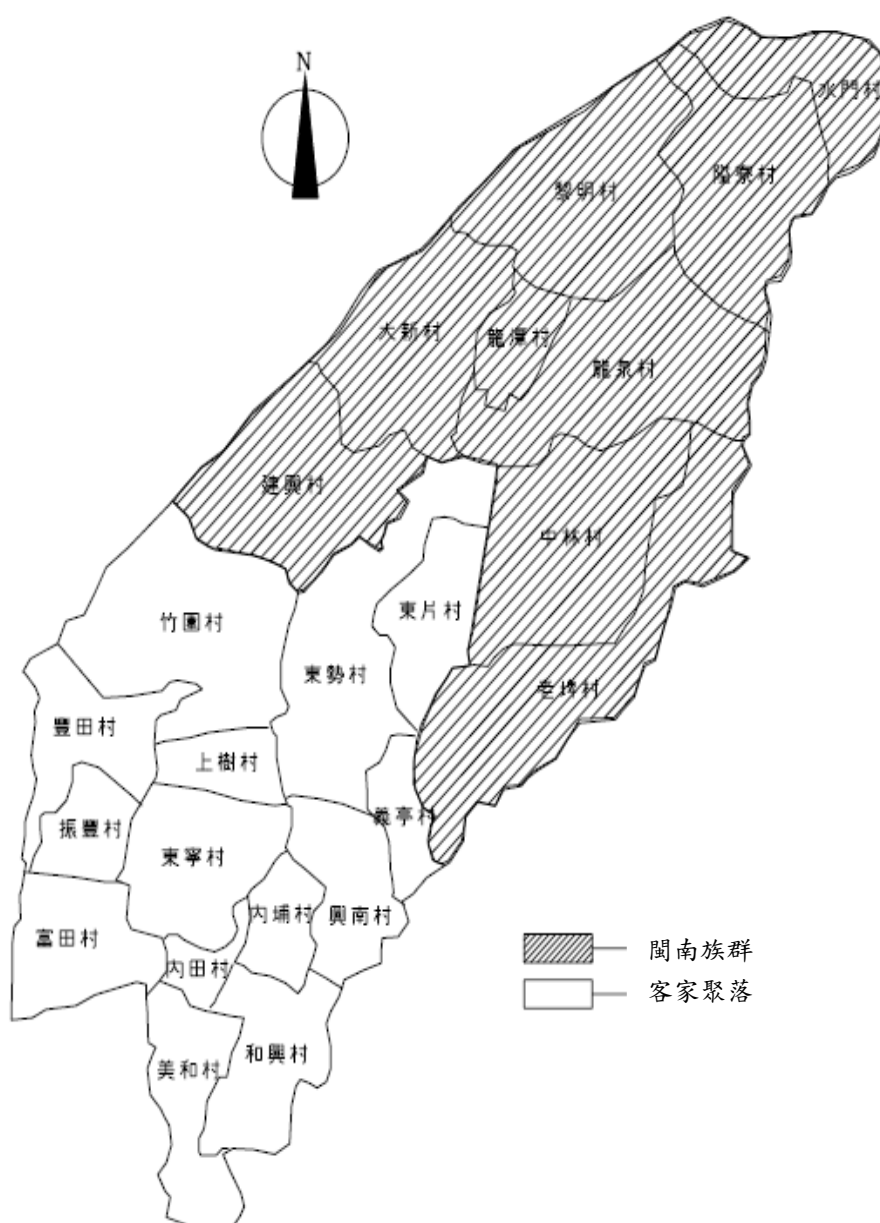 N
水門村
隘寮村
黎明村
大新村
龍潭村
龍泉村
建興村
中林村
東片村
竹圍村
東勢村
老埤村
豐田村
上樹村
義亭村
振豐村
東寧村
內埔村
興南村
富田村
內田村
和興村
美和村
閩南族群
客家聚落